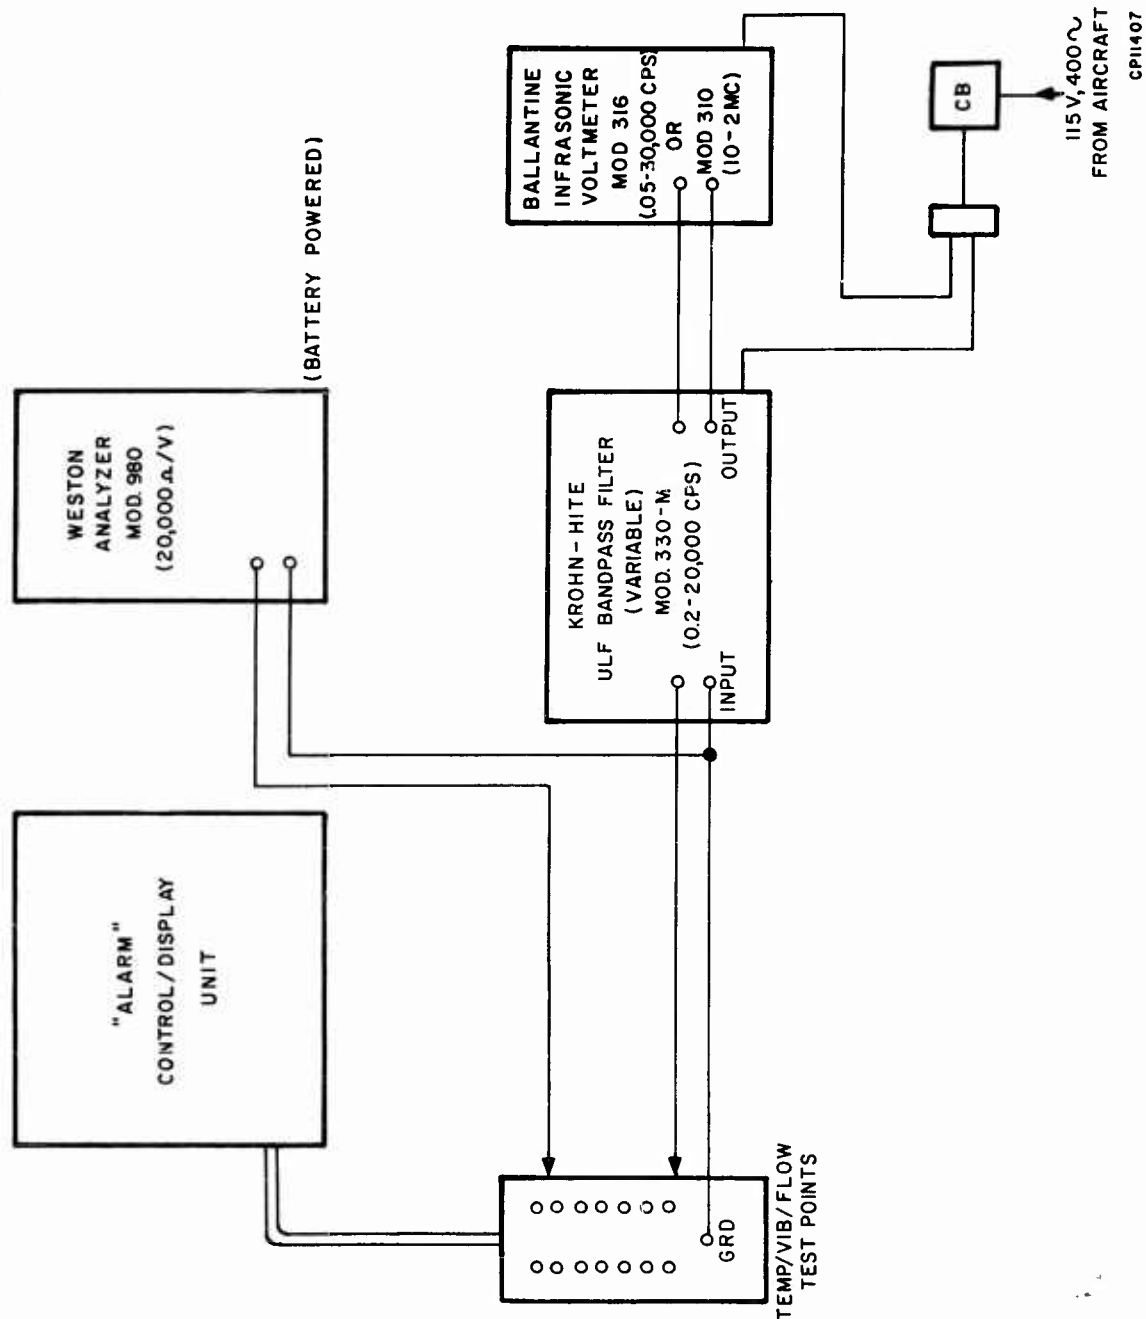 "ALARM"
CONTROL/DISPLAY
UNIT
WESTON
ANALYZER
MOD. 980
(20,000Ω/V)
(BATTERY POWERED)
TEMP/VIB/FLOW
TEST POINTS
GRD
KROHN-HITE
ULF BANDPASS FILTER
(VARIABLE)
MOD. 330-M
(0.2-20,000 CPS)
INPUT
OUTPUT
BALLANTINE
INFRASONIC
VOLTMETER
MOD 316
(.05-30,000 CPS)
OR
MOD 310
(10-2MC)
CB
115V, 400~
FROM AIRCRAFT
CP11407